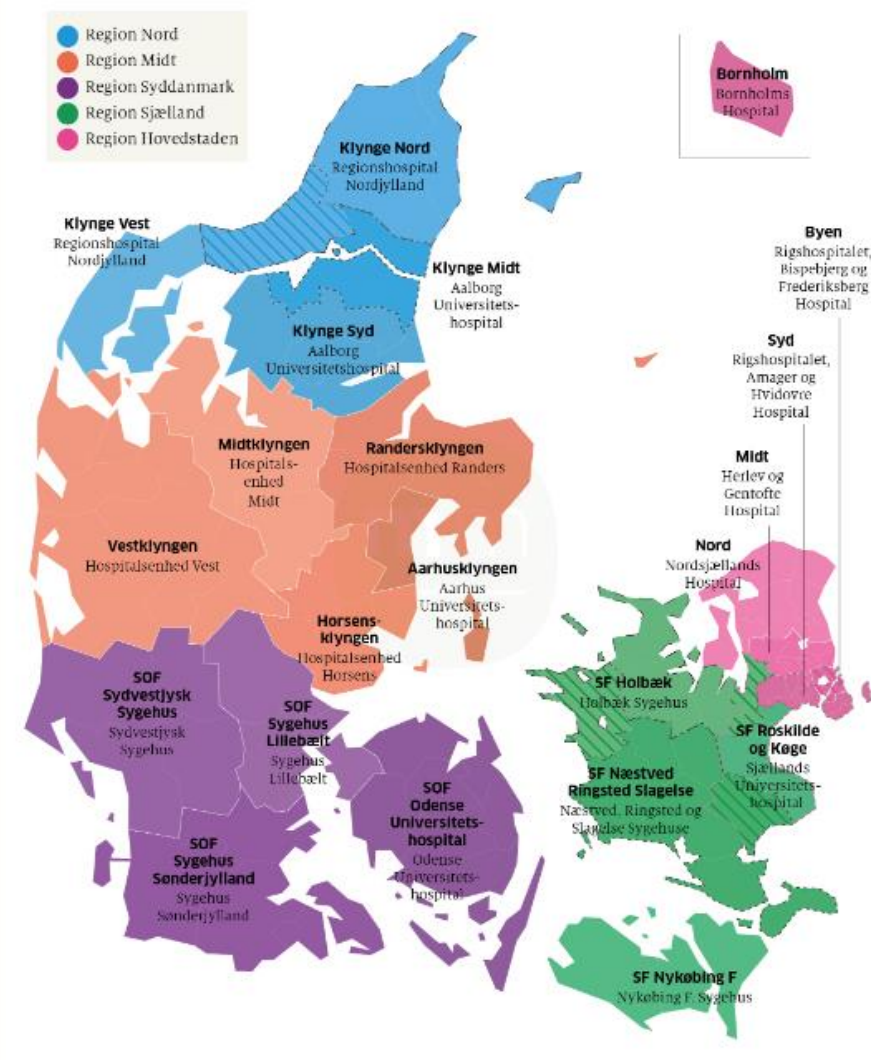 Region Nord
Region Midt
Region Syddanmark
Region Sjælland
Region Hovedstaden
Bornholm
Bornholms
Hospital
Klynge Nord
Regionshospital
Nordjylland
Klynge Vest
Regionshospital
Nordjylland
Klynge Midt
Aalborg
Universitets-
hospital
Klynge Syd
Aalborg
Universitetshospital
Byen
Rigshospitalet,
Bispebjerg og
Frederiksberg
Hospital
Syd
Rigshospitalet,
Amager og
Hvidovre
Hospital
Midt
Herlev og
Gentofte
Hospital
Nord
Nordsjællands
Hospital
Midtklyngen
Hospitals-
enhed
Midt
Randersklyngen
Hospitalsenhed Randers
Vestklyngen
Hospitalsenhed Vest
Aarhusklyngen
Aarhus
Universitets-
hospital
Horsens-
klyngen
Hospitalsenhed
Horsens
SOF
Sydvestjysk
Sygehus
Sydvestjysk
Sygehus
SOF
Sygehus
Lillebælt
Sygehus
Lillebælt
SOF
Odense
Universitets-
hospital
Odense
Universitets-
hospital
SOF
Sygehus
Sønderjylland
Sygehus
Sønderjylland
SF Holbæk
Holbæk Sygehus
SF Roskilde
og Køge
Sjællands
Universitets-
hospital
SF Næstved
Ringsted Slagelse
Næstved, Ringsted og
Slagelse Sygehuse
SF Nykøbing F
Nykøbing F. Sygehus